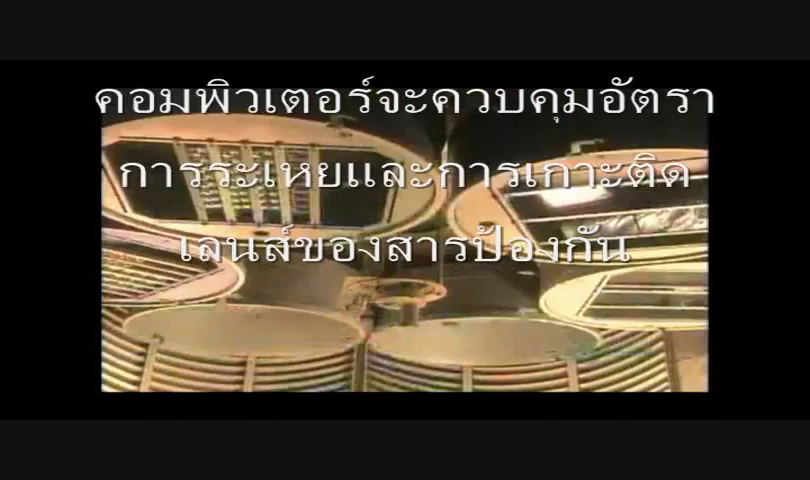 คอมพิวเตอร์จะควบคุมอัตรา
การระเหยและการเกาะติด
เลนส์ของสารป้องกัน